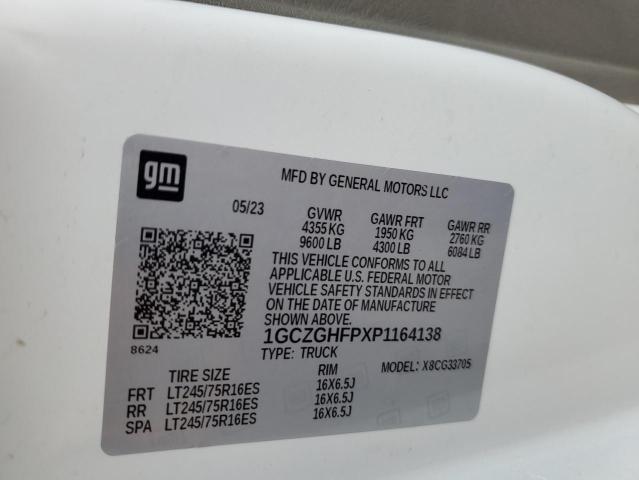 gm
MFD BY GENERAL MOTORS LLC
05/23
GVWR GAWR FRT GAWR RR
4355 KG 1950 KG 2760 KG
9600 LB 4300 LB 6084 LB
THIS VEHICLE CONFORMS TO ALL
APPLICABLE U.S. FEDERAL MOTOR
VEHICLE SAFETY STANDARDS IN EFFECT
ON THE DATE OF MANUFACTURE
SHOWN ABOVE.
8624
1GCZGHFPXP1164138
TYPE: TRUCK MODEL: X8CG33705
TIRE SIZE RIM
FRT LT245/75R16ES 16X6.5J
RR LT245/75R16ES 16X6.5J
SPA LT245/75R16ES 16X6.5J